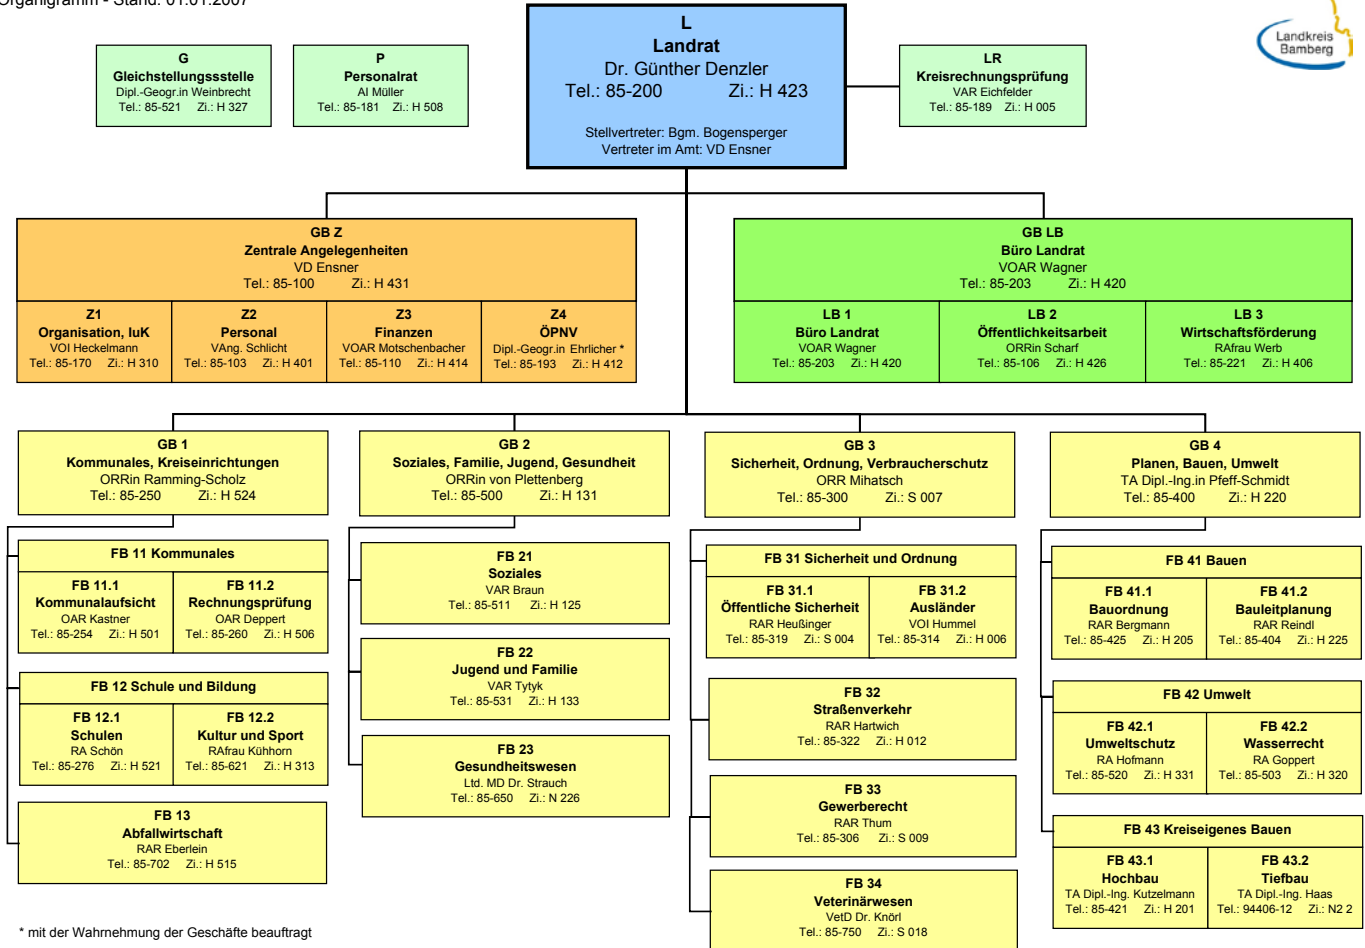 Organigramm - Stand: 01.01.2007
Landkreis
Bamberg
L
Landrat
Dr. Günther Denzler
Tel.: 85-200 Zi.: H 423
Stellvertreter: Bgm. Bogensperger
Vertreter im Amt: VD Ensner
G
Gleichstellungssstelle
Dipl.-Geogr.in Weinbrecht
Tel.: 85-521 Zi.: H 327
P
Personalrat
AI Müller
Tel.: 85-181 Zi.: H 508
LR
Kreisrechnungsprüfung
VAR Eichfelder
Tel.: 85-189 Zi.: H 005
GB Z
Zentrale Angelegenheiten
VD Ensner
Tel.: 85-100 Zi.: H 431
Z1
Organisation, IuK
VOI Heckelmann
Tel.: 85-170 Zi.: H 310
Z2
Personal
VAng. Schlicht
Tel.: 85-103 Zi.: H 401
Z3
Finanzen
VOAR Motschenbacher
Tel.: 85-110 Zi.: H 414
Z4
ÖPNV
Dipl.-Geogr.in Ehrlicher *
Tel.: 85-193 Zi.: H 412
GB LB
Büro Landrat
VOAR Wagner
Tel.: 85-203 Zi.: H 420
LB 1
Büro Landrat
VOAR Wagner
Tel.: 85-203 Zi.: H 420
LB 2
Öffentlichkeitsarbeit
ORRin Scharf
Tel.: 85-106 Zi.: H 426
LB 3
Wirtschaftsförderung
RAfrau Werb
Tel.: 85-221 Zi.: H 406
GB 1
Kommunales, Kreiseinrichtungen
ORRin Ramming-Scholz
Tel.: 85-250 Zi.: H 524
FB 11 Kommunales
FB 11.1
Kommunalaufsicht
OAR Kastner
Tel.: 85-254 Zi.: H 501
FB 11.2
Rechnungsprüfung
OAR Deppert
Tel.: 85-260 Zi.: H 506
FB 12 Schule und Bildung
FB 12.1
Schulen
RA Schön
Tel.: 85-276 Zi.: H 521
FB 12.2
Kultur und Sport
RAfrau Kühhorn
Tel.: 85-621 Zi.: H 313
FB 13
Abfallwirtschaft
RAR Eberlein
Tel.: 85-702 Zi.: H 515
GB 2
Soziales, Familie, Jugend, Gesundheit
ORRin von Plettenberg
Tel.: 85-500 Zi.: H 131
FB 21
Soziales
VAR Braun
Tel.: 85-511 Zi.: H 125
FB 22
Jugend und Familie
VAR Tytyk
Tel.: 85-531 Zi.: H 133
FB 23
Gesundheitswesen
Ltd. MD Dr. Strauch
Tel.: 85-650 Zi.: N 226
GB 3
Sicherheit, Ordnung, Verbraucherschutz
ORR Mihatsch
Tel.: 85-300 Zi.: S 007
FB 31 Sicherheit und Ordnung
FB 31.1
Öffentliche Sicherheit
RAR Heußinger
Tel.: 85-319 Zi.: S 004
FB 31.2
Ausländer
VOI Hummel
Tel.: 85-314 Zi.: H 006
FB 32
Straßenverkehr
RAR Hartwich
Tel.: 85-322 Zi.: H 012
FB 33
Gewerberecht
RAR Thum
Tel.: 85-306 Zi.: S 009
FB 34
Veterinärwesen
VetD Dr. Knörl
Tel.: 85-750 Zi.: S 018
GB 4
Planen, Bauen, Umwelt
TA Dipl.-Ing.in Pfeff-Schmidt
Tel.: 85-400 Zi.: H 220
FB 41 Bauen
FB 41.1
Bauordnung
RAR Bergmann
Tel.: 85-425 Zi.: H 205
FB 41.2
Bauleitplanung
RAR Reindl
Tel.: 85-404 Zi.: H 225
FB 42 Umwelt
FB 42.1
Umweltschutz
RA Hofmann
Tel.: 85-520 Zi.: H 331
FB 42.2
Wasserrecht
RA Goppert
Tel.: 85-503 Zi.: H 320
FB 43 Kreiseigenes Bauen
FB 43.1
Hochbau
TA Dipl.-Ing. Kutzelmann
Tel.: 85-421 Zi.: H 201
FB 43.2
Tiefbau
TA Dipl.-Ing. Haas
Tel.: 94406-12 Zi.: N2 2
* mit der Wahrnehmung der Geschäfte beauftragt